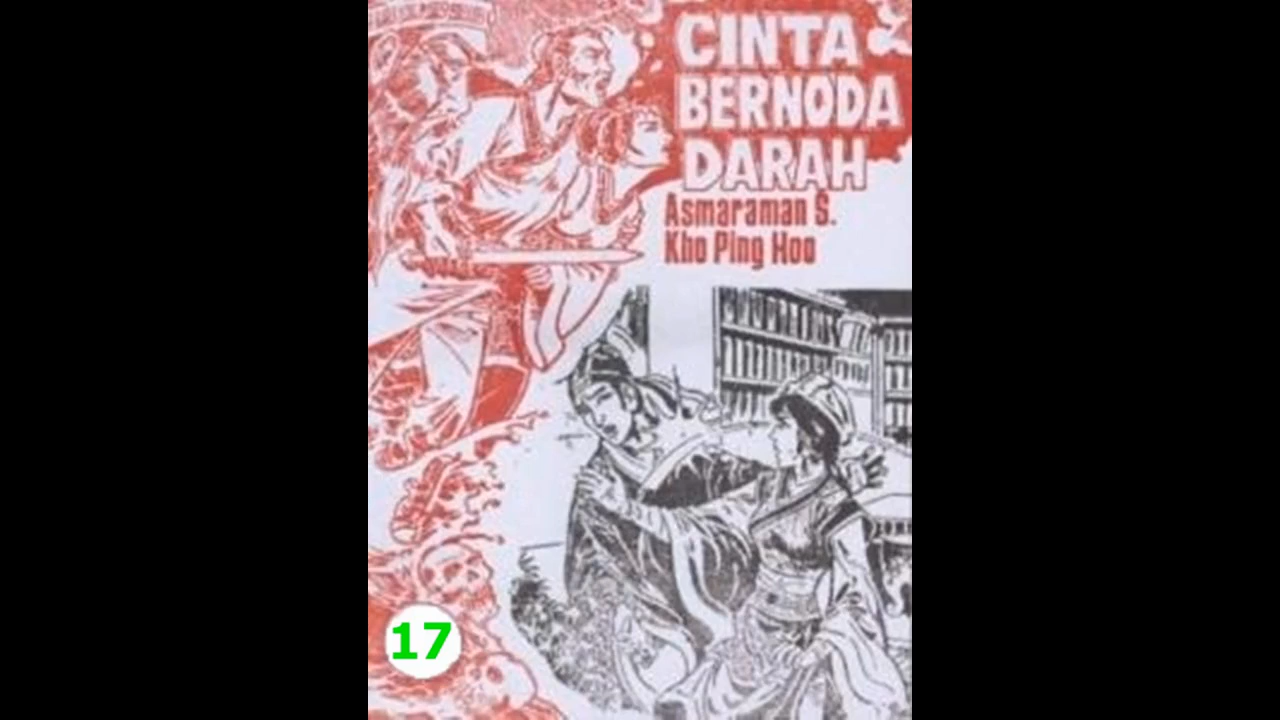 CINTA
BERNODA
DARAH
Asmaraman S.
Kho Ping Hoo
17